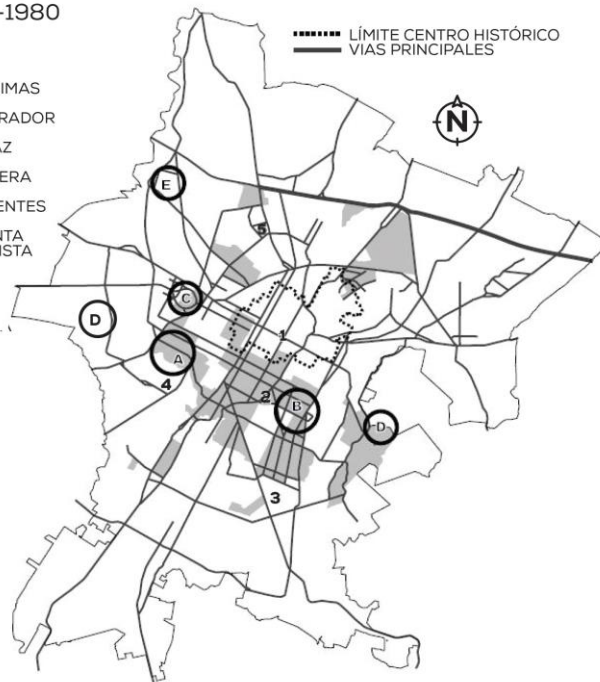 -1980
LÍMITE CENTRO HISTÓRICO
VIAS PRINCIPALES
IMAS
RADOR
AZ
ERA
ENTES
NTA
ISTA
N
E
5
C
D
1
A
4
2
B
D
3